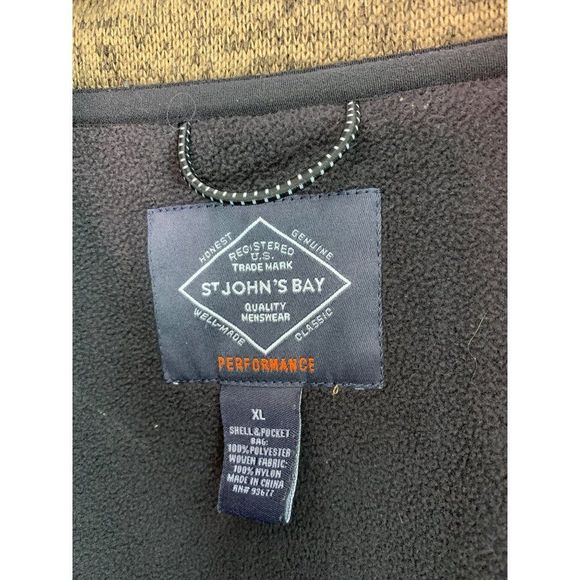 HONEST
GENUINE
REGISTERED
U.S.
TRADE MARK
ST JOHN'S BAY
QUALITY
MENSWEAR
WELL-MADE
CLASSIC
PERFORMANCE
XL
SHELL & POCKET
BAG:
100% POLYESTER
WOVEN FABRIC:
100% NYLON
MADE IN CHINA
RN# 93677